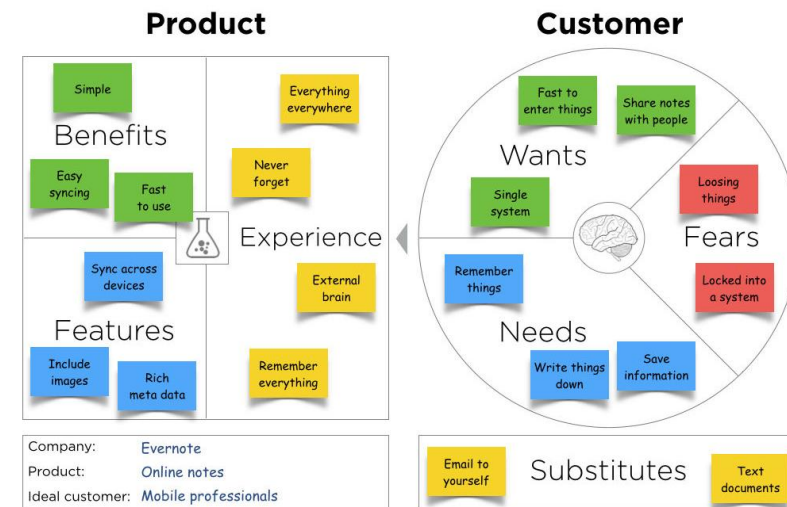 Product
Simple
Benefits
Easy
syncing
Fast
to use
Everything
everywhere
Never
forget
Experience
External
brain
Remember
everything
Sync across
devices
Features
Include
images
Rich
meta data
Company: Evernote
Product: Online notes
Ideal customer: Mobile professionals
Customer
Fast to
enter things
Share notes
with people
Wants
Single
system
Loosing
things
Fears
Locked into
a system
Remember
things
Needs
Write things
down
Save
information
Email to
yourself
Substitutes
Text
documents